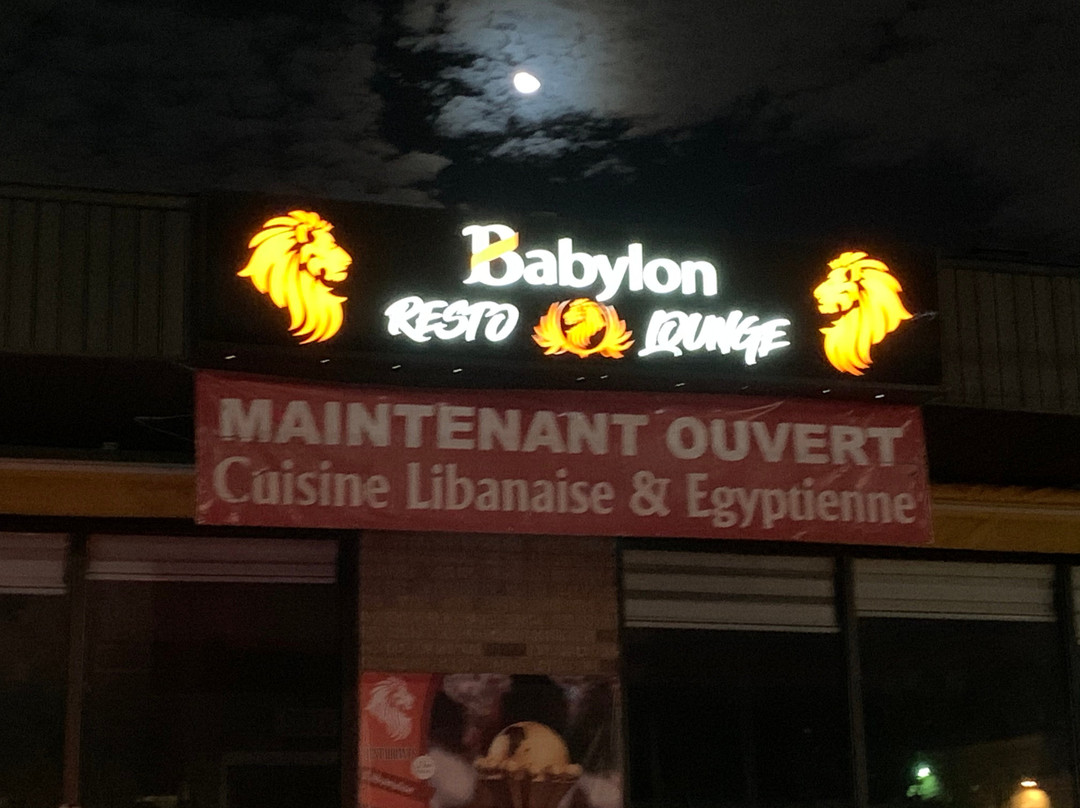 Babylon
RESTO LOUNGE
MAINTENANT OUVERT
Cuisine Libanaise & Egyptienne